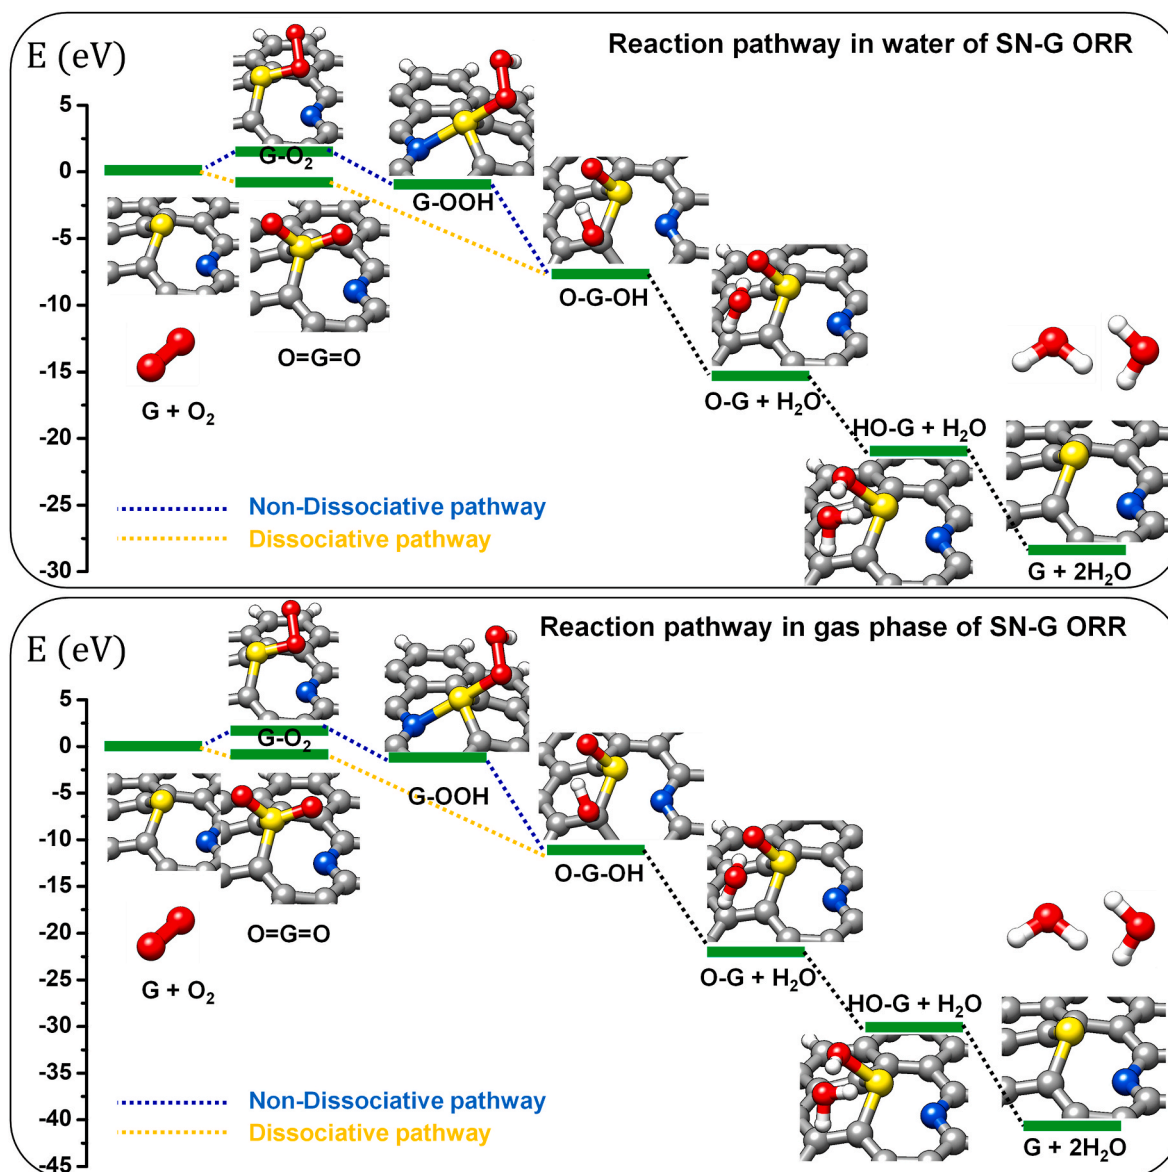 Reaction pathway in water of SN-G ORR
E (eV)
5
0
-5
-10
-15
-20
-25
-30
G-O₂
G-OOH
O-G-OH
O=G=O
G + O₂
O-G + H₂O
HO-G + H₂O
G + 2H₂O
Non-Dissociative pathway
Dissociative pathway
Reaction pathway in gas phase of SN-G ORR
E (eV)
5
0
-5
-10
-15
-20
-25
-30
-35
-40
-45
G-O₂
G-OOH
O-G-OH
O=G=O
G + O₂
O-G + H₂O
HO-G + H₂O
G + 2H₂O
Non-Dissociative pathway
Dissociative pathway